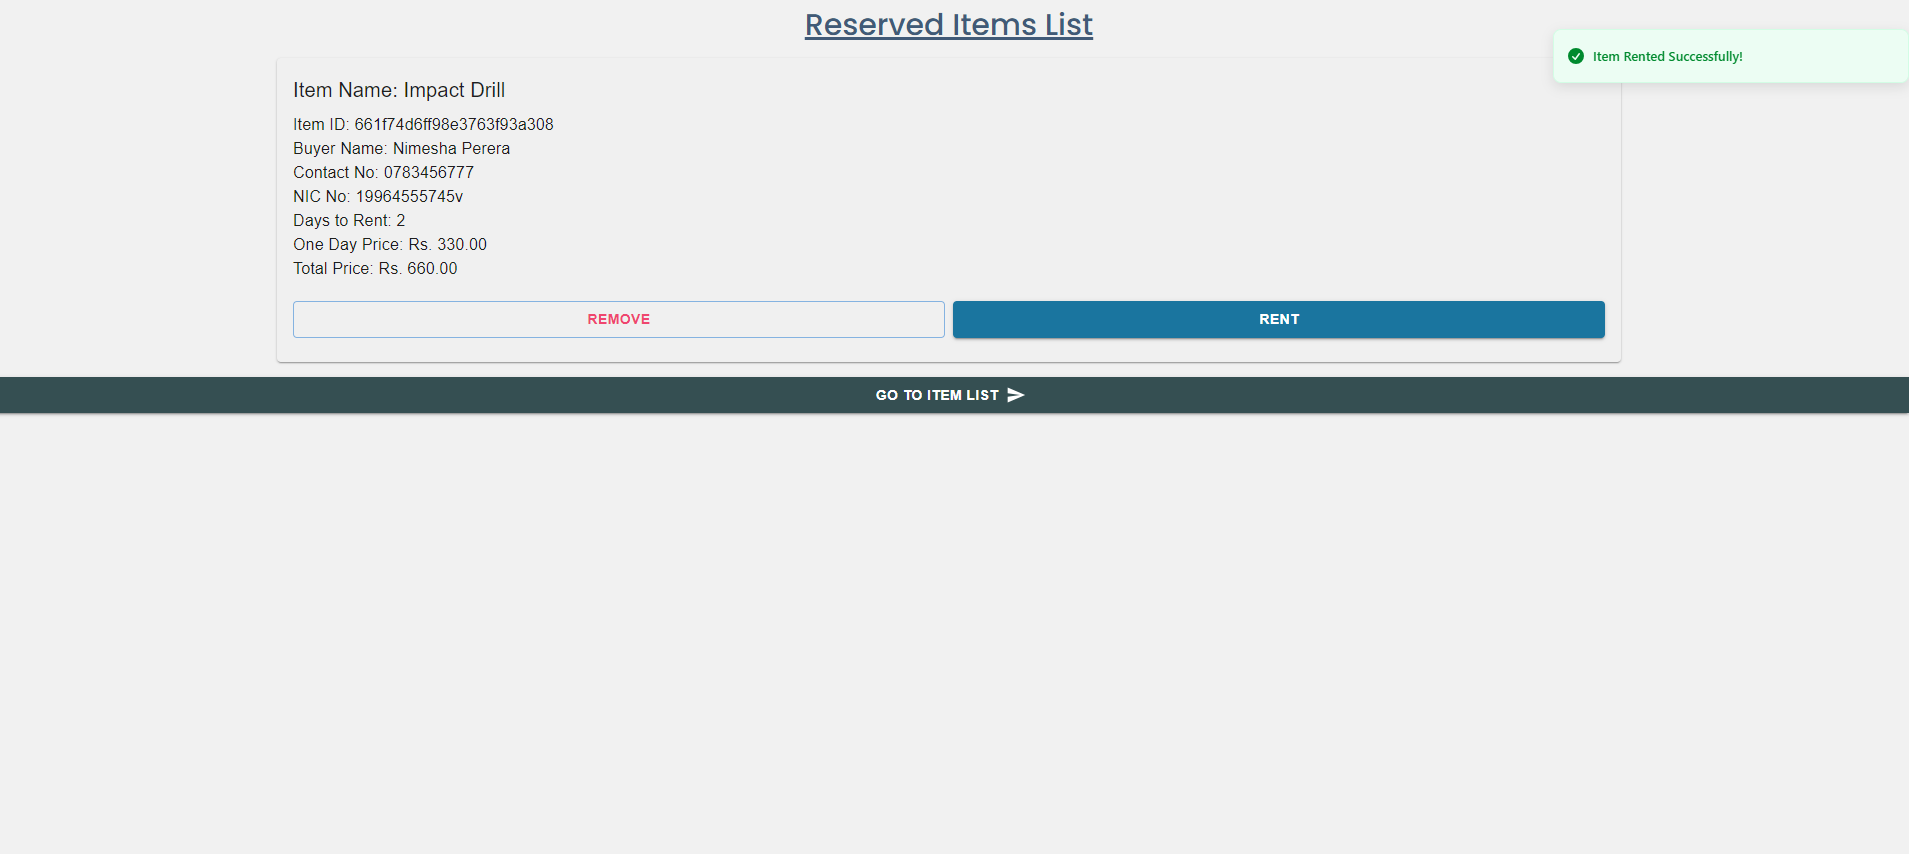 Reserved Items List
Item Rented Successfully!
Item Name: Impact Drill
Item ID: 661f74d6ff98e3763f93a308
Buyer Name: Nimesha Perera
Contact No: 0783456777
NIC No: 19964555745v
Days to Rent: 2
One Day Price: Rs. 330.00
Total Price: Rs. 660.00
REMOVE
RENT
GO TO ITEM LIST